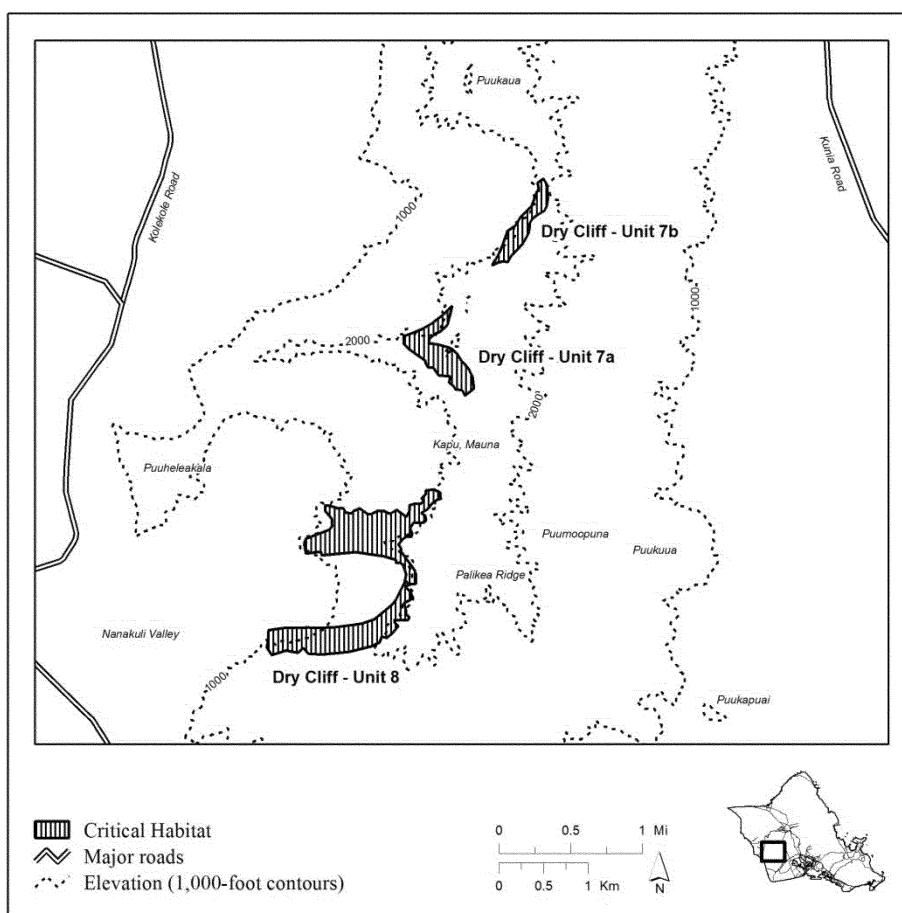 Puukaua
Kolekole Road
Kunia Road
1000
Dry Cliff - Unit 7b
1000
2000
Dry Cliff - Unit 7a
2000
Kapu, Mauna
Puuheleakala
Puumoopuna
Puukuua
Palikea Ridge
Nanakuli Valley
Dry Cliff - Unit 8
1000
Puukapuai
Critical Habitat
Major roads
Elevation (1,000-foot contours)
0 0.5 1 Mi
0 0.5 1 Km
N